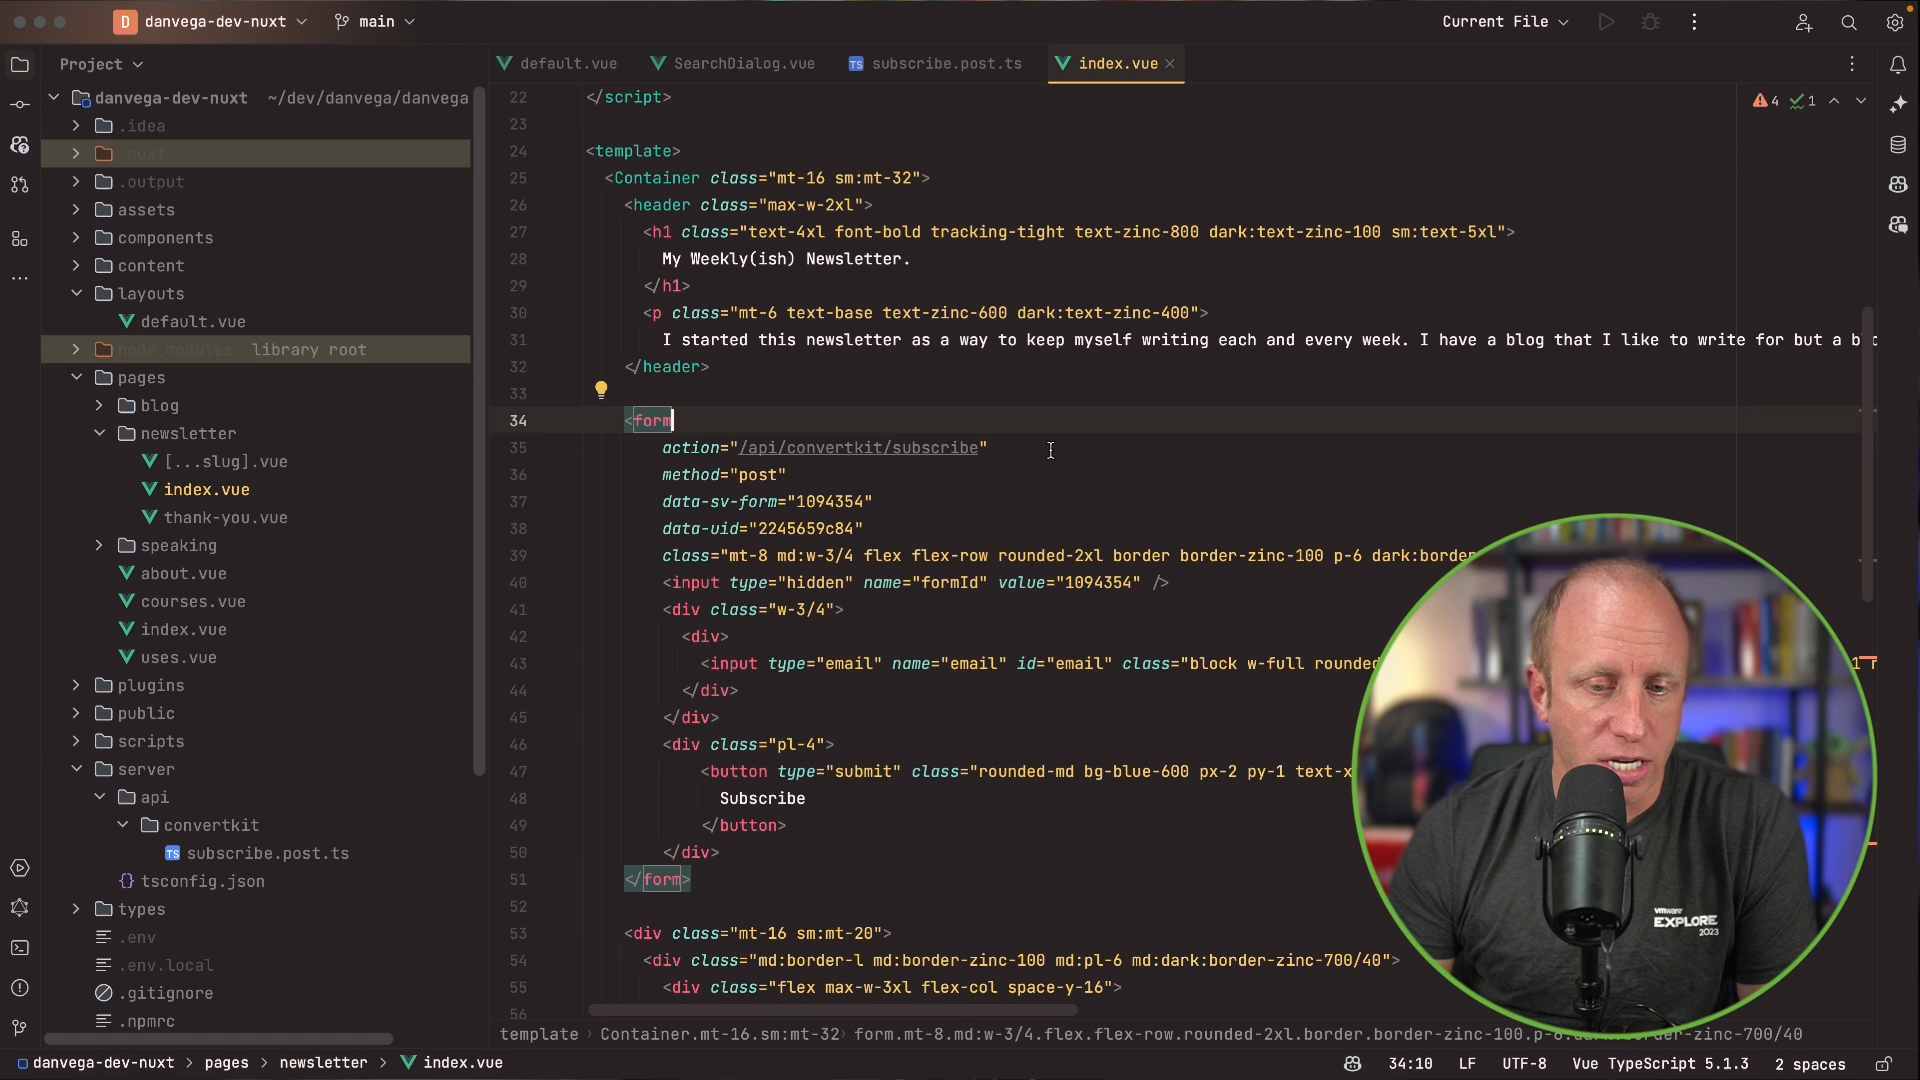 danvega-dev-nuxt
main
Current File
Project
default.vue
SearchDialog.vue
subscribe.post.ts
index.vue
danvega-dev-nuxt ~/dev/danvega/danvega
.idea
.nuxt
.output
assets
components
content
layouts
default.vue
node_modules library root
pages
blog
newsletter
[...slug].vue
index.vue
thank-you.vue
speaking
about.vue
courses.vue
index.vue
uses.vue
plugins
public
scripts
server
api
convertkit
subscribe.post.ts
tsconfig.json
types
.env
.env.local
.gitignore
.npmrc
4 1
22 </script>
23
24 <template>
25 <Container class="mt-16 sm:mt-32">
26 <header class="max-w-2xl">
27 <h1 class="text-4xl font-bold tracking-tight text-zinc-800 dark:text-zinc-100 sm:text-5xl">
28 My Weekly(ish) Newsletter.
29 </h1>
30 <p class="mt-6 text-base text-zinc-600 dark:text-zinc-400">
31 I started this newsletter as a way to keep myself writing each and every week. I have a blog that I like to write for but a
32 </header>
33
34 <form
35 action="/api/convertkit/subscribe"
36 method="post"
37 data-sv-form="1094354"
38 data-uid="2245659c84"
39 class="mt-8 md:w-3/4 flex flex-row rounded-2xl border border-zinc-100 p-6 dark:border
40 <input type="hidden" name="formId" value="1094354" />
41 <div class="w-3/4">
42 <div>
43 <input type="email" name="email" id="email" class="block w-full rounded
44 </div>
45 </div>
46 <div class="pl-4">
47 <button type="submit" class="rounded-md bg-blue-600 px-2 py-1 text-x
48 Subscribe
49 </button>
50 </div>
51 </form>
52
53 <div class="mt-16 sm:mt-20">
54 <div class="md:border-l md:border-zinc-100 md:pl-6 md:dark:border-zinc-700/40">
55 <div class="flex max-w-3xl flex-col space-y-16">
56
vmware
EXPLORE
2023
template › Container.mt-16.sm:mt-32 › form.mt-8.md:w-3/4.flex.flex-row.rounded-2xl.border.border-zinc-100.p-6.dark:border-zinc-700/40
danvega-dev-nuxt > pages > newsletter > index.vue
34:10 LF UTF-8 Vue TypeScript 5.1.3 2 spaces